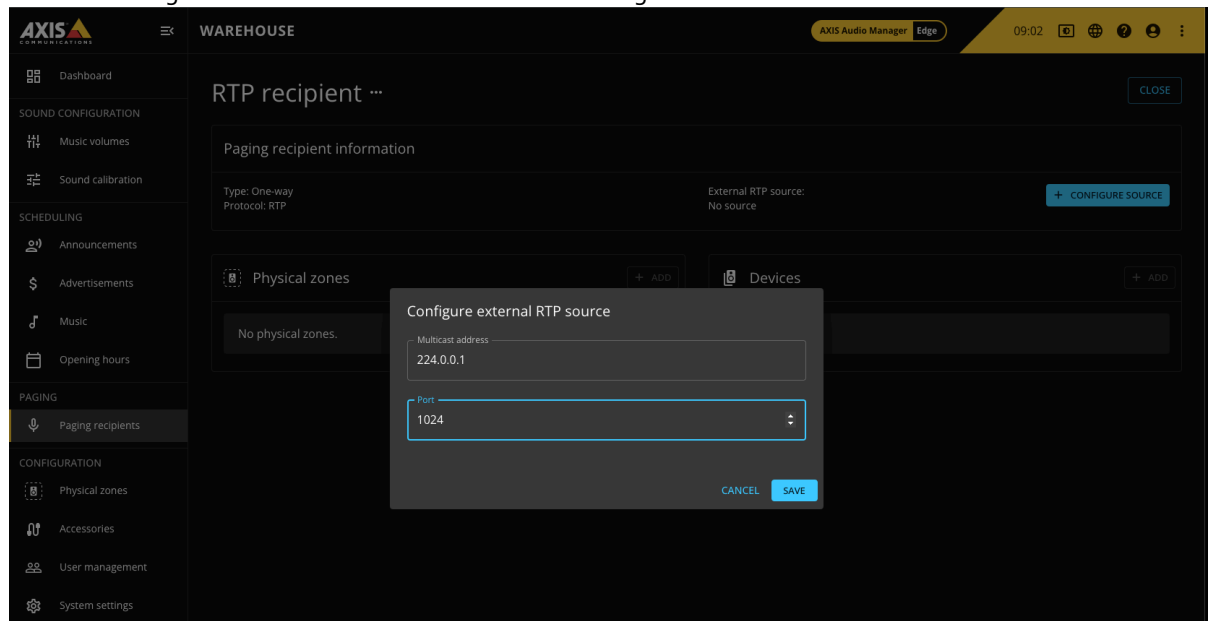 AXIS
COMMUNICATIONS
WAREHOUSE
AXIS Audio Manager Edge
09:02
Dashboard
SOUND CONFIGURATION
Music volumes
Sound calibration
SCHEDULING
Announcements
Advertisements
Music
Opening hours
PAGING
Paging recipients
CONFIGURATION
Physical zones
Accessories
User management
System settings
RTP recipient ···
CLOSE
Paging recipient information
Type: One-way
Protocol: RTP
External RTP source:
No source
+ CONFIGURE SOURCE
Physical zones
+ ADD
No physical zones.
Devices
+ ADD
Configure external RTP source
Multicast address
224.0.0.1
Port
1024
CANCEL
SAVE